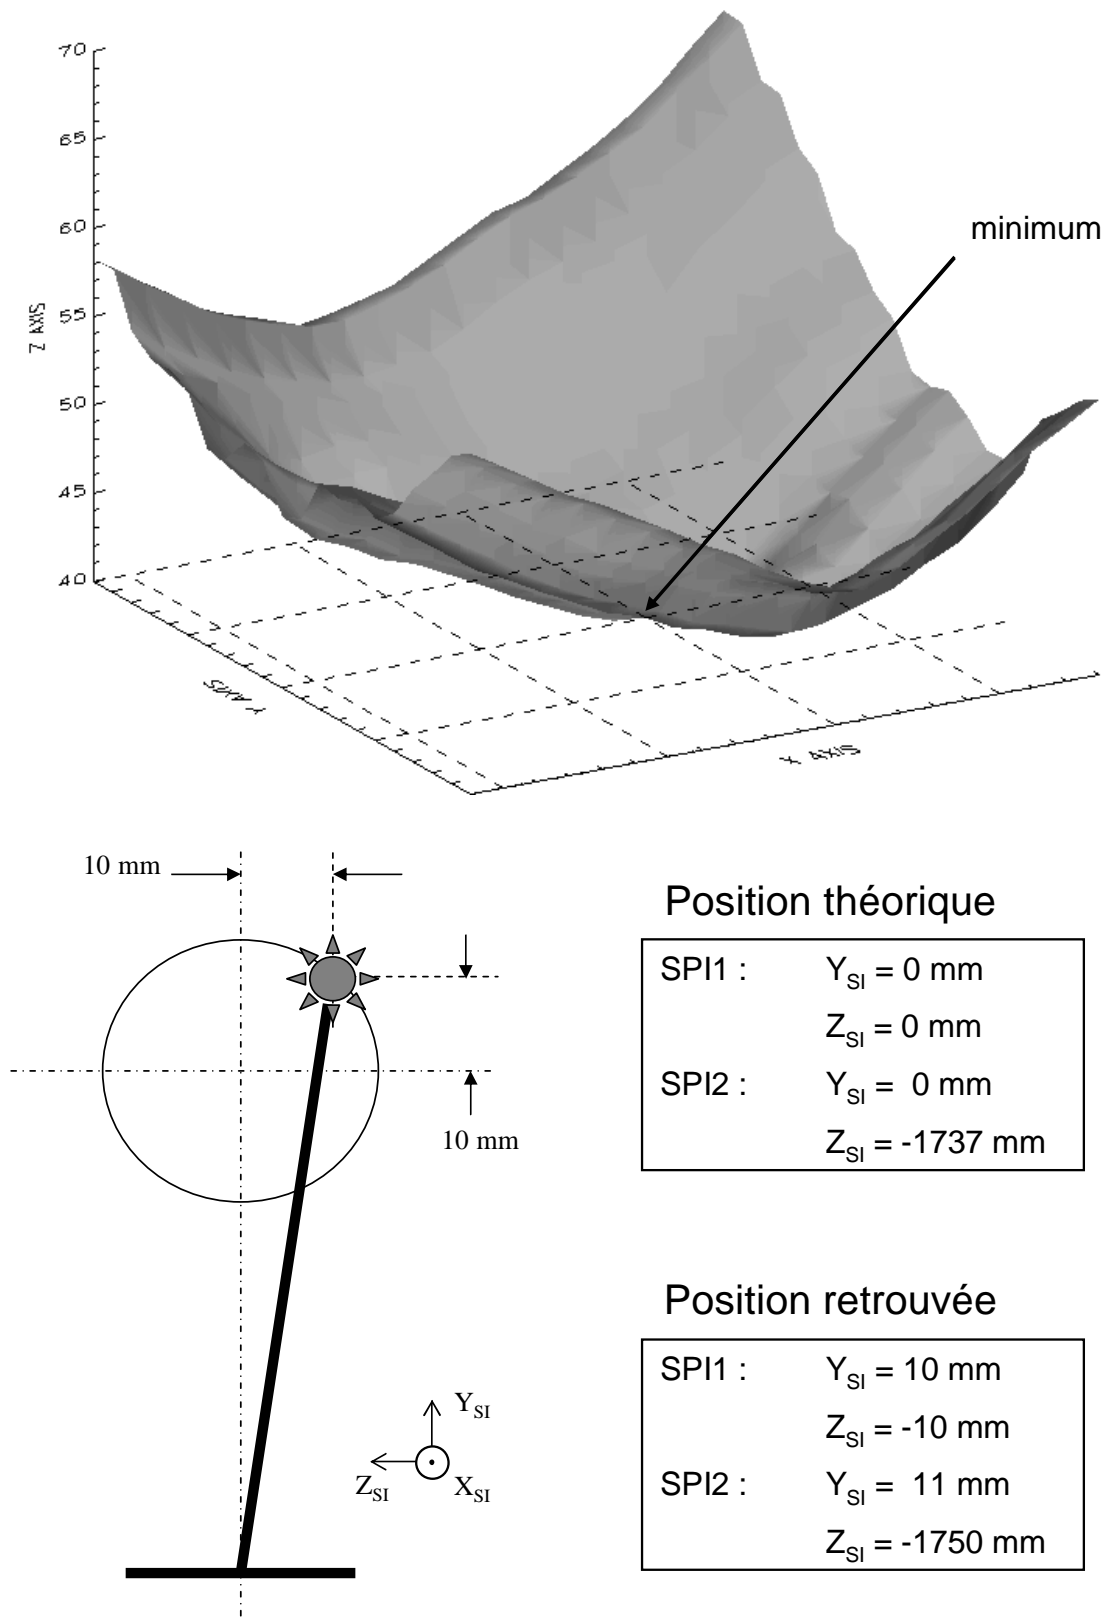 70
65
60
55
50
45
40
Z AXIS
Y AXIS
X AXIS
minimum
10 mm
10 mm
Y_SI
Z_SI
X_SI
Position théorique
SPI1 : Y_SI = 0 mm
Z_SI = 0 mm
SPI2 : Y_SI = 0 mm
Z_SI = -1737 mm
Position retrouvée
SPI1 : Y_SI = 10 mm
Z_SI = -10 mm
SPI2 : Y_SI = 11 mm
Z_SI = -1750 mm